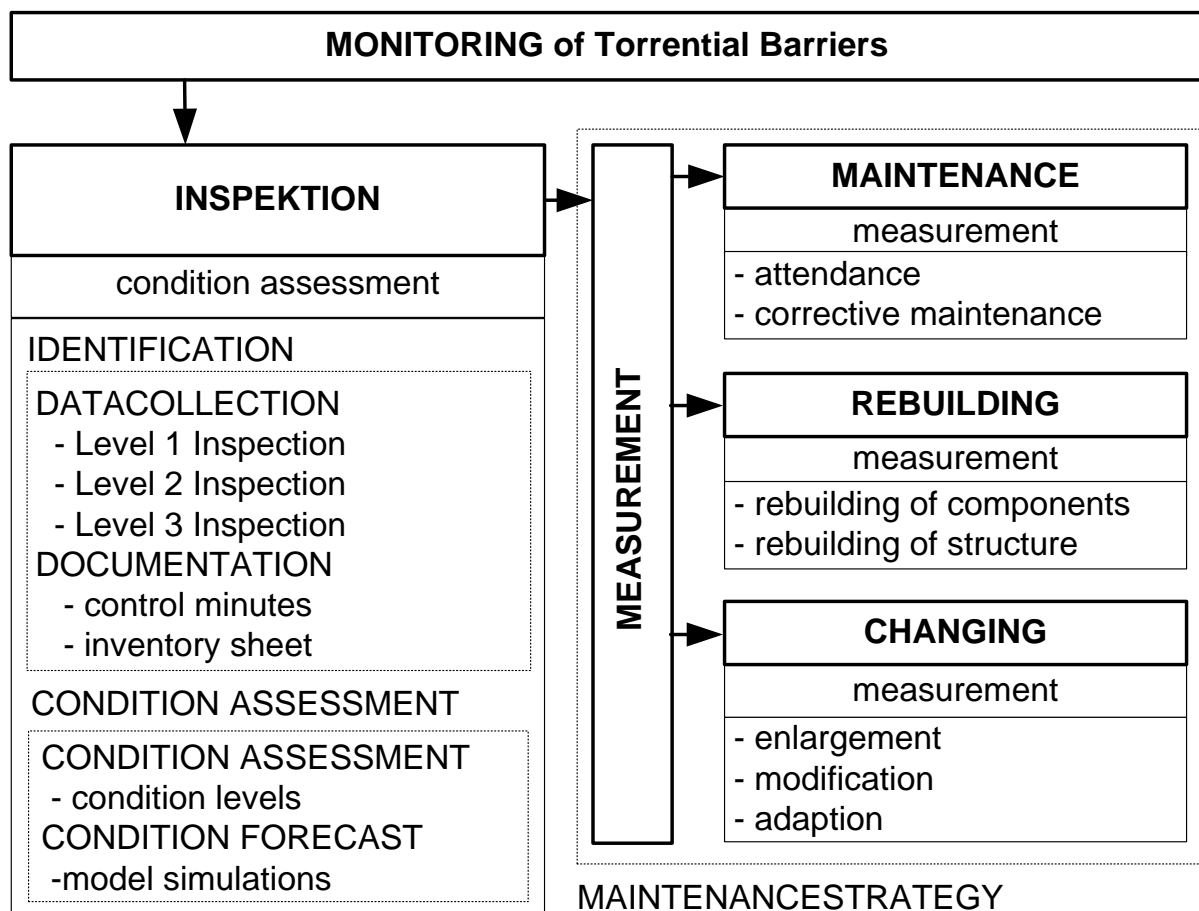 MONITORING of Torrential Barriers
INSPEKTION
condition assessment
IDENTIFICATION
DATACOLLECTION
- Level 1 Inspection
- Level 2 Inspection
- Level 3 Inspection
DOCUMENTATION
- control minutes
- inventory sheet
CONDITION ASSESSMENT
CONDITION ASSESSMENT
- condition levels
CONDITION FORECAST
-model simulations
MEASUREMENT
MAINTENANCE
measurement
- attendance
- corrective maintenance
REBUILDING
measurement
- rebuilding of components
- rebuilding of structure
CHANGING
measurement
- enlargement
- modification
- adaption
MAINTENANCESTRATEGY